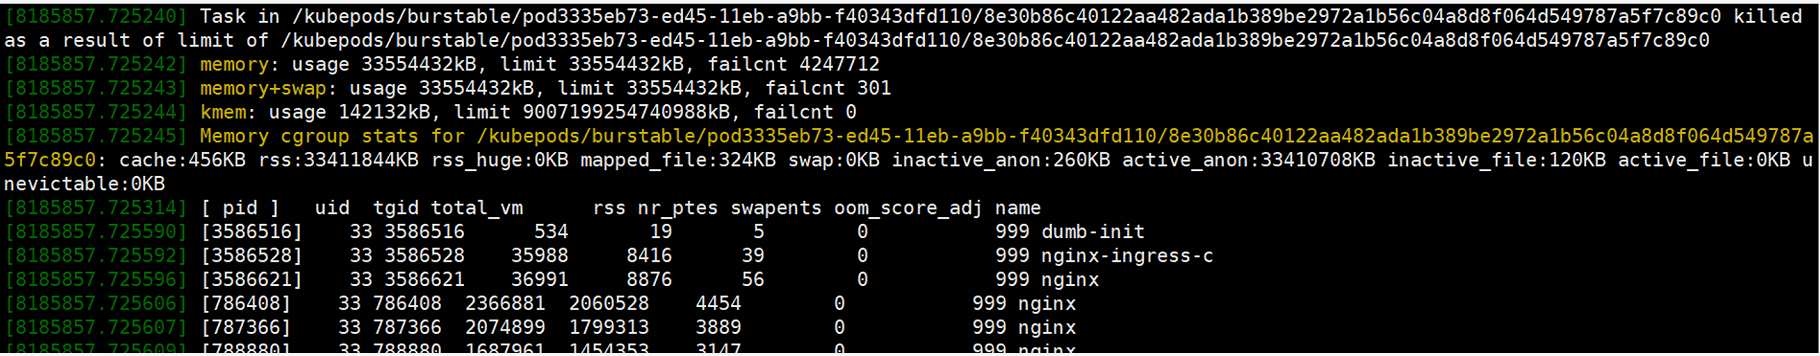 [8185857.725240] Task in /kubepods/burstable/pod3335eb73-ed45-11eb-a9bb-f40343dfd110/8e30b86c40122aa482ada1b389be2972a1b56c04a8d8f064d549787a5f7c89c0 killed
as a result of limit of /kubepods/burstable/pod3335eb73-ed45-11eb-a9bb-f40343dfd110/8e30b86c40122aa482ada1b389be2972a1b56c04a8d8f064d549787a5f7c89c0
[8185857.725242] memory: usage 33554432kB, limit 33554432kB, failcnt 4247712
[8185857.725243] memory+swap: usage 33554432kB, limit 33554432kB, failcnt 301
[8185857.725244] kmem: usage 142132kB, limit 9007199254740988kB, failcnt 0
[8185857.725245] Memory cgroup stats for /kubepods/burstable/pod3335eb73-ed45-11eb-a9bb-f40343dfd110/8e30b86c40122aa482ada1b389be2972a1b56c04a8d8f064d549787a
5f7c89c0: cache:456KB rss:33411844KB rss_huge:0KB mapped_file:324KB swap:0KB inactive_anon:260KB active_anon:33410708KB inactive_file:120KB active_file:0KB u
nevictable:0KB
[8185857.725314] [ pid ]   uid  tgid total_vm      rss nr_ptes swapents oom_score_adj name
[8185857.725590] [3586516]    33 3586516      534       19       5        0           999 dumb-init
[8185857.725592] [3586528]    33 3586528    35988     8416      39        0           999 nginx-ingress-c
[8185857.725596] [3586621]    33 3586621    36991     8876      56        0           999 nginx
[8185857.725606] [786408]    33 786408  2366881  2060528    4454        0           999 nginx
[8185857.725607] [787366]    33 787366  2074899  1799313    3889        0           999 nginx
[8185857.725609] [788880]    33 788880  1687961  1454353    3147        0           999 nginx